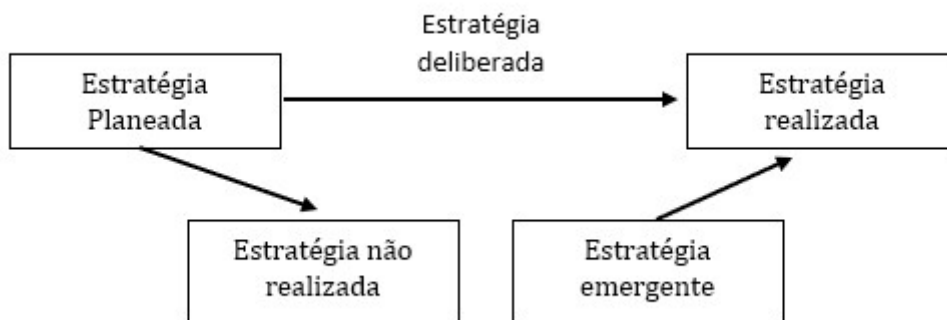 Estratégia
deliberada
Estratégia
Planeada
Estratégia
realizada
Estratégia não
realizada
Estratégia
emergente